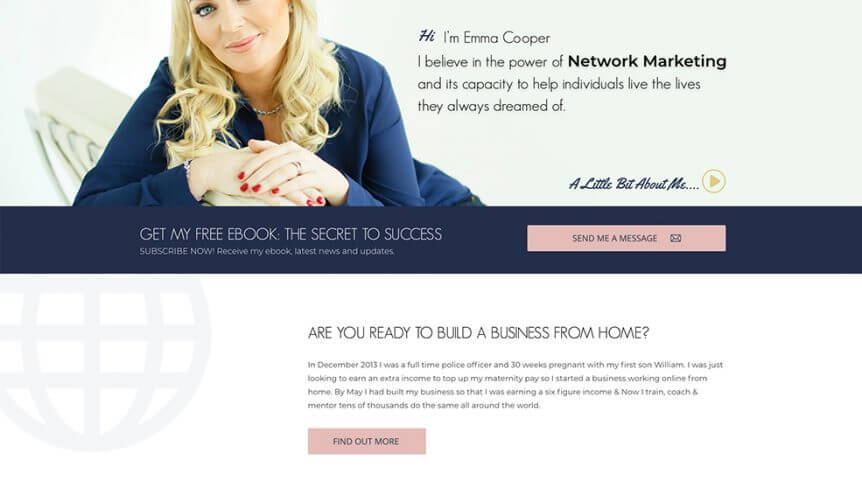 Hi I'm Emma Cooper
I believe in the power of Network Marketing
and its capacity to help individuals live the lives
they always dreamed of.
A Little Bit About Me....
GET MY FREE EBOOK: THE SECRET TO SUCCESS
SUBSCRIBE NOW! Receive my ebook, latest news and updates.
SEND ME A MESSAGE
ARE YOU READY TO BUILD A BUSINESS FROM HOME?
In December 2013 I was a full time police officer and 30 weeks pregnant with my first son William. I was just
looking to earn an extra income to top up my maternity pay so I started a business working online from
home. By May I had built my business so that I was earning a six figure income & Now I train, coach &
mentor tens of thousands do the same all around the world.
FIND OUT MORE